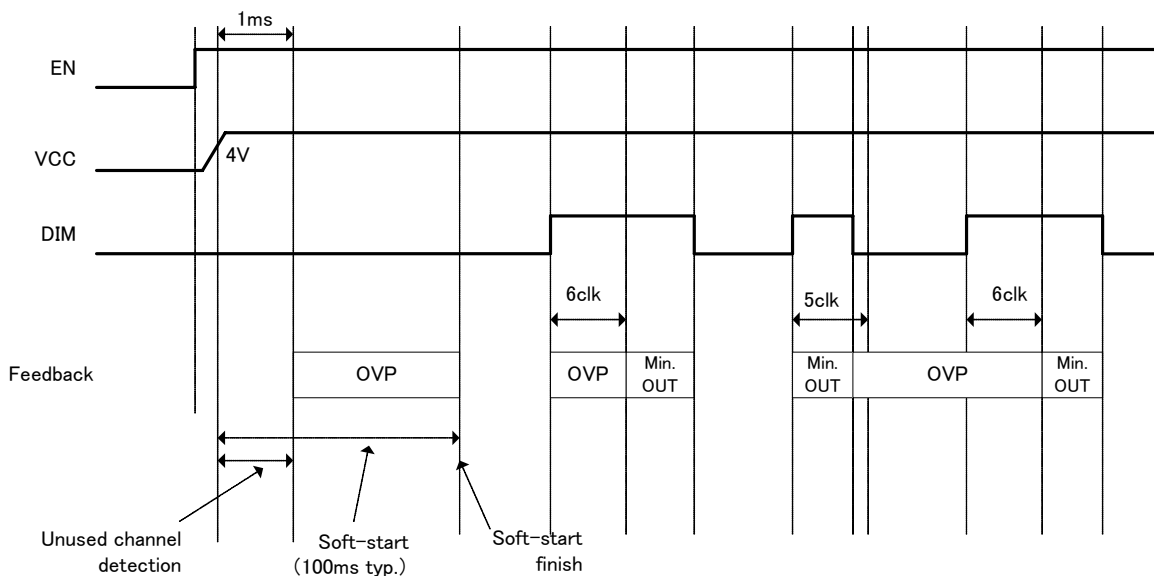 1ms
EN
4V
VCC
DIM
6clk
5clk
6clk
Feedback
OVP
OVP
Min.
OUT
Min.
OUT
OVP
Min.
OUT
Unused channel
detection
Soft-start
(100ms typ.)
Soft-start
finish